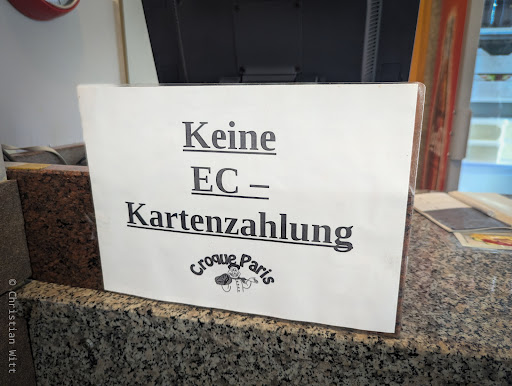 Keine
EC –
Kartenzahlung
Croque Paris
© Christian Witt